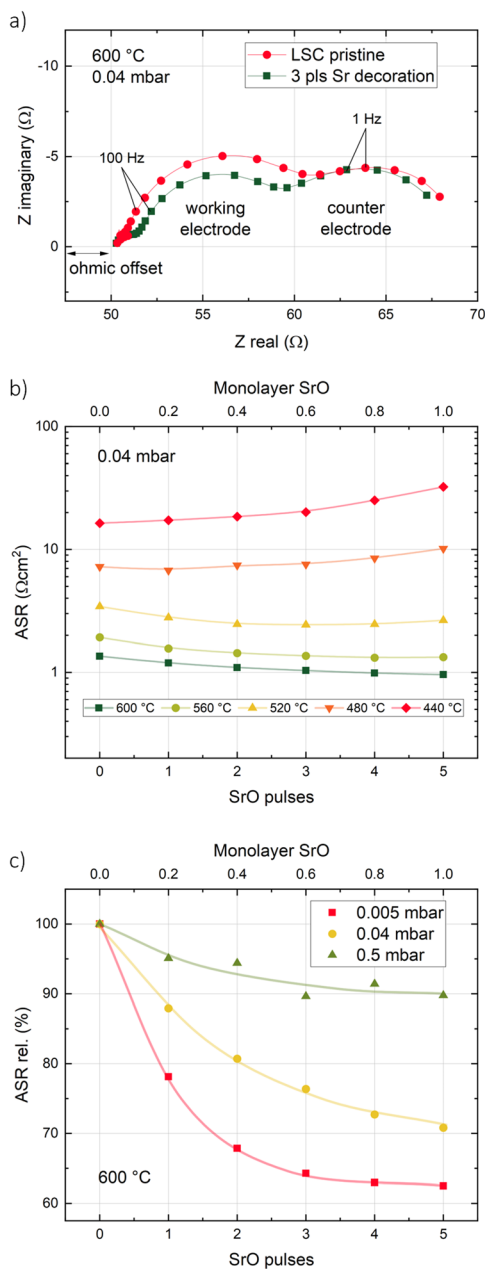 a)
600 °C
0.04 mbar
LSC pristine
3 pls Sr decoration
1 Hz
100 Hz
working
electrode
counter
electrode
ohmic offset
-10
-5
0
Z imaginary (Ω)
50 55 60 65 70
Z real (Ω)
b)
Monolayer SrO
0.0 0.2 0.4 0.6 0.8 1.0
0.04 mbar
100
10
1
ASR (Ωcm²)
600 °C 560 °C 520 °C 480 °C 440 °C
0 1 2 3 4 5
SrO pulses
c)
Monolayer SrO
0.0 0.2 0.4 0.6 0.8 1.0
0.005 mbar
0.04 mbar
0.5 mbar
100
90
80
70
60
ASR rel. (%)
600 °C
0 1 2 3 4 5
SrO pulses